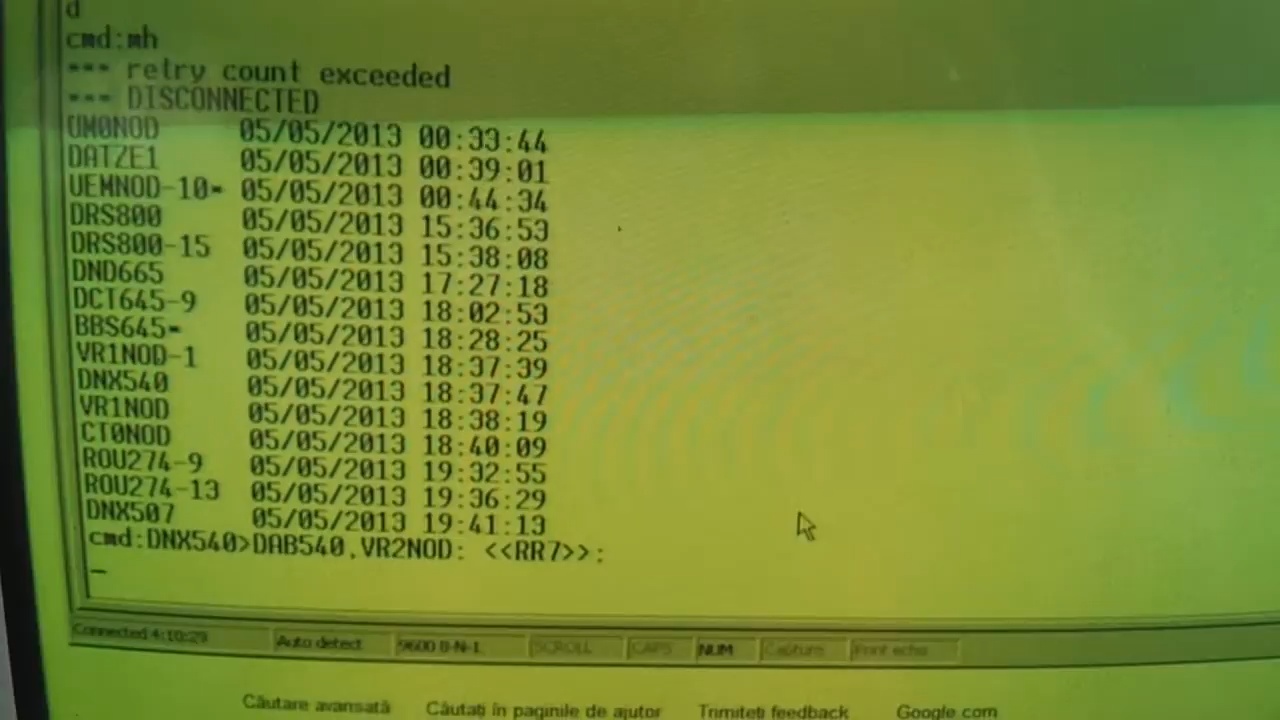 d
cmd:mh
*** retry count exceeded
*** DISCONNECTED
UM0NOD 05/05/2013 00:33:44
DATZE1 05/05/2013 00:39:01
UEMNOD-10* 05/05/2013 00:44:34
DRS800 05/05/2013 15:36:53
DRS800-15 05/05/2013 15:38:08
DND665 05/05/2013 17:27:18
DCT645-9 05/05/2013 18:02:53
BBS645* 05/05/2013 18:28:25
VR1NOD-1 05/05/2013 18:37:39
DNX540 05/05/2013 18:37:47
VR1NOD 05/05/2013 18:38:19
CT0NOD 05/05/2013 18:40:09
ROU274-9 05/05/2013 19:32:55
ROU274-13 05/05/2013 19:36:29
DNX507 05/05/2013 19:41:13
cmd:DNX540>DAB540,VR2NOD: <<RR7>>:
_
Connected 4:10:29 Auto detect 9600 8-N-1 SCROLL CAPS NUM Capture Print echo
Căutare avansată Căutați în paginile de ajutor Trimiteți feedback Google.com